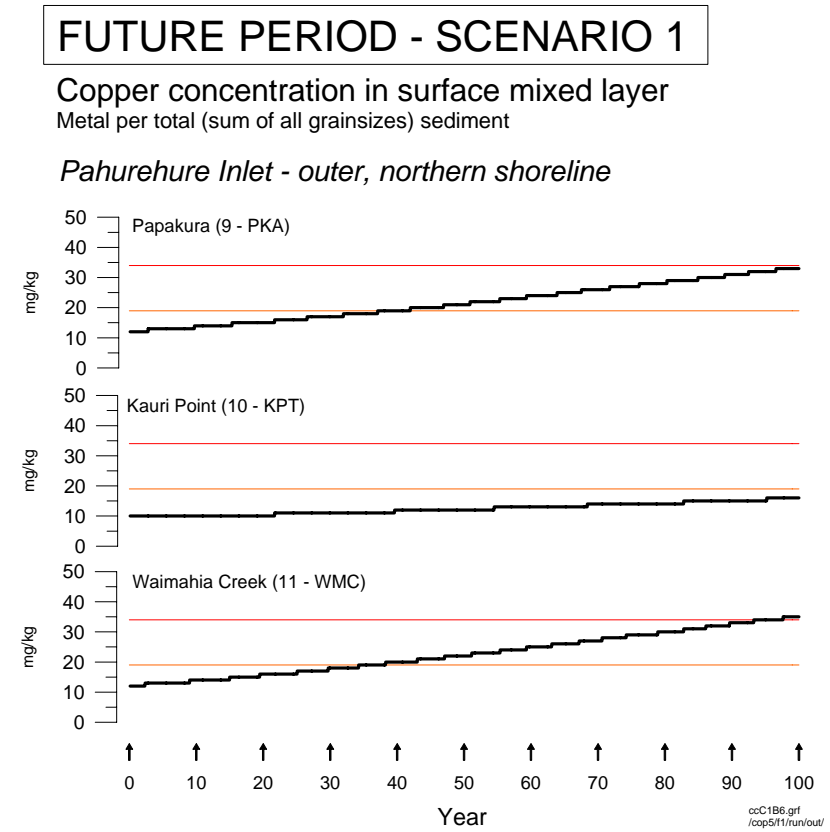 FUTURE PERIOD - SCENARIO 1
Copper concentration in surface mixed layer
Metal per total (sum of all grainsizes) sediment
Pahurehure Inlet - outer, northern shoreline
Papakura (9 - PKA)
50
40
30
20
10
0
mg/kg
Kauri Point (10 - KPT)
50
40
30
20
10
0
mg/kg
Waimahia Creek (11 - WMC)
50
40
30
20
10
0
mg/kg
0 10 20 30 40 50 60 70 80 90 100
Year
ccC1B6.grf
/cop5/f1/run/out/